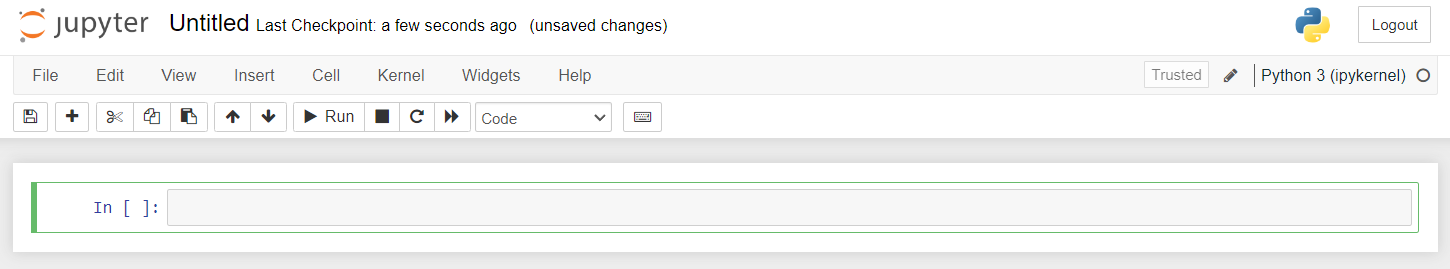 jupyter Untitled Last Checkpoint: a few seconds ago (unsaved changes) Logout
File Edit View Insert Cell Kernel Widgets Help Trusted Python 3 (ipykernel)
Run Code
In [ ]: